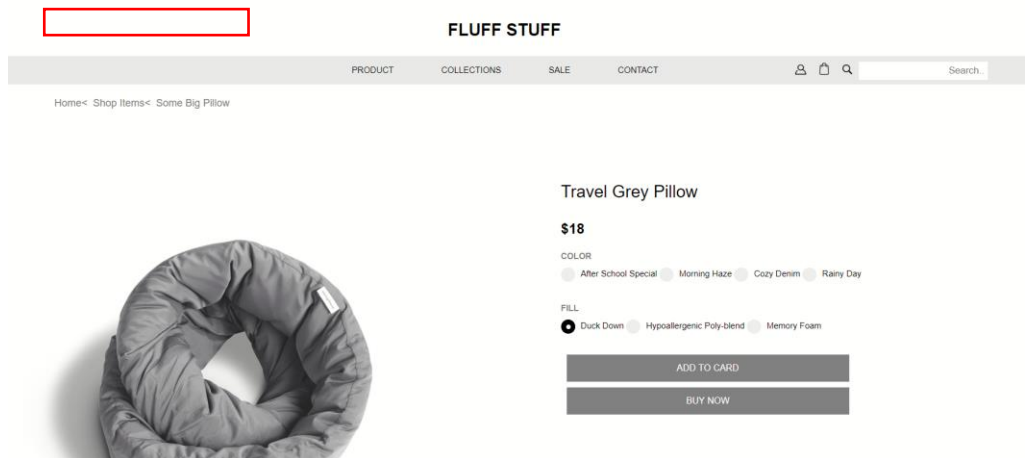 FLUFF STUFF
PRODUCT COLLECTIONS SALE CONTACT Search..
Home< Shop Items< Some Big Pillow
Travel Grey Pillow
$18
COLOR
After School Special Morning Haze Cozy Denim Rainy Day
FILL
Duck Down Hypoallergenic Poly-blend Memory Foam
ADD TO CARD
BUY NOW